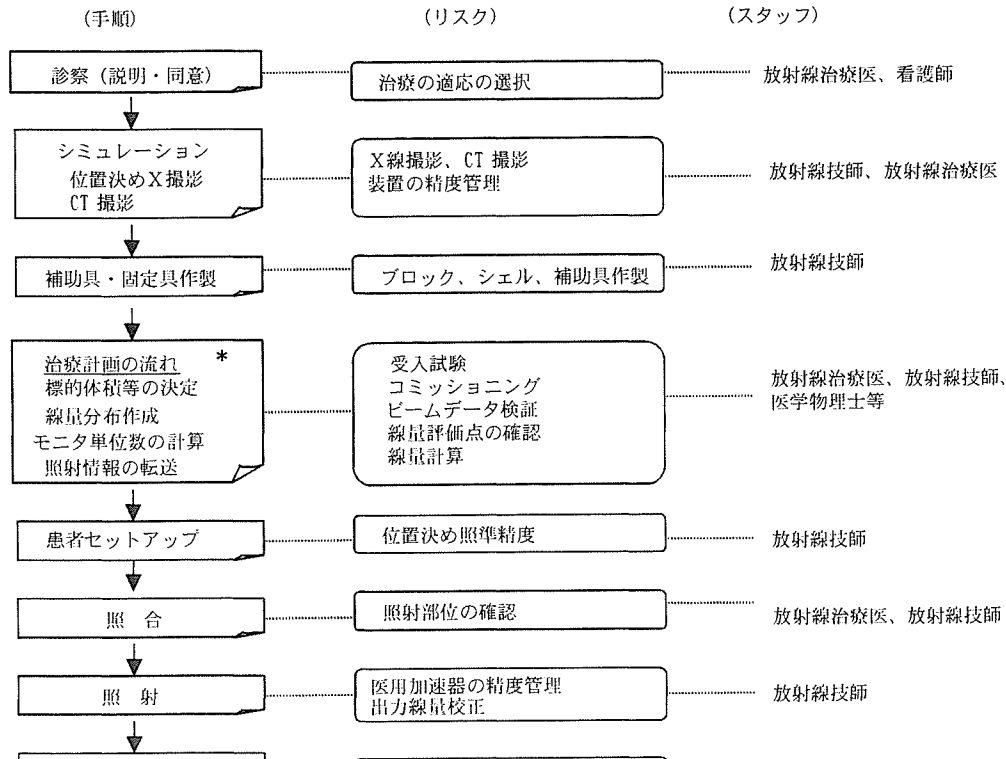 (手順) (リスク) (スタッフ)
診察(説明・同意) 治療の適応の選択 放射線治療医、看護師
シミュレーション
位置決めX撮影
CT 撮影
X線撮影、CT 撮影
装置の精度管理
放射線技師、放射線治療医
補助具・固定具作製 ブロック、シェル、補助具作製 放射線技師
治療計画の流れ *
標的体積等の決定
線量分布作成
モニタ単位数の計算
照射情報の転送
受入試験
コミッショニング
ビームデータ検証
線量評価点の確認
線量計算
放射線治療医、放射線技師、
医学物理士等
患者セットアップ 位置決め照準精度 放射線技師
照 合 照射部位の確認 放射線治療医、放射線技師
照 射
医用加速器の精度管理
出力線量校正
放射線技師